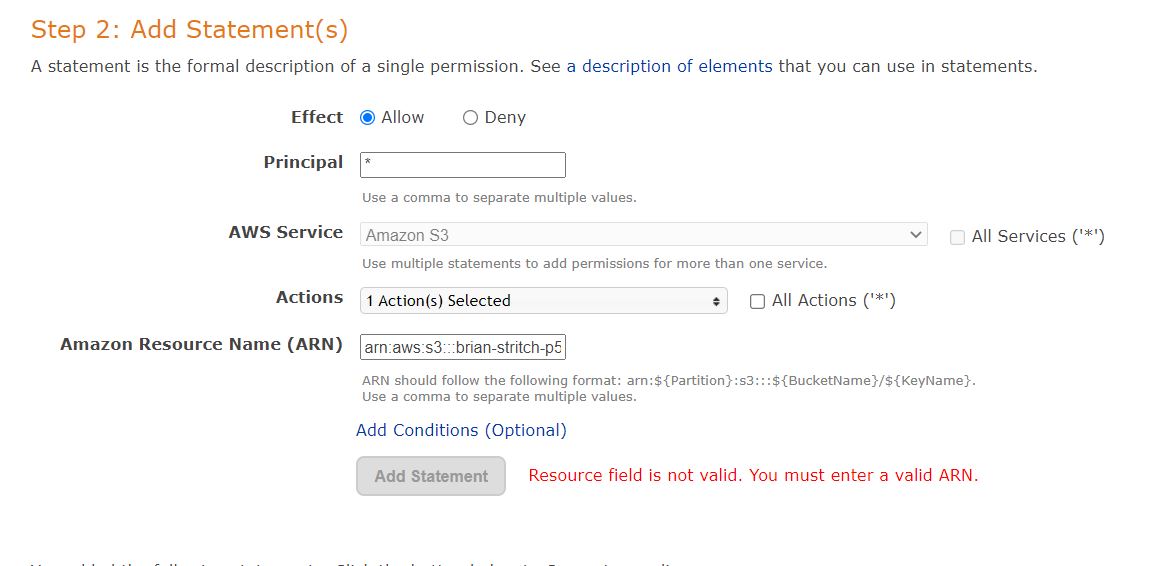 Step 2: Add Statement(s)
A statement is the formal description of a single permission. See a description of elements that you can use in statements.
Effect Allow Deny
Principal *
Use a comma to separate multiple values.
AWS Service Amazon S3 All Services ('*')
Use multiple statements to add permissions for more than one service.
Actions 1 Action(s) Selected All Actions ('*')
Amazon Resource Name (ARN) arn:aws:s3:::brian-stritch-p5
ARN should follow the following format: arn:${Partition}:s3:::${BucketName}/${KeyName}.
Use a comma to separate multiple values.
Add Conditions (Optional)
Add Statement Resource field is not valid. You must enter a valid ARN.